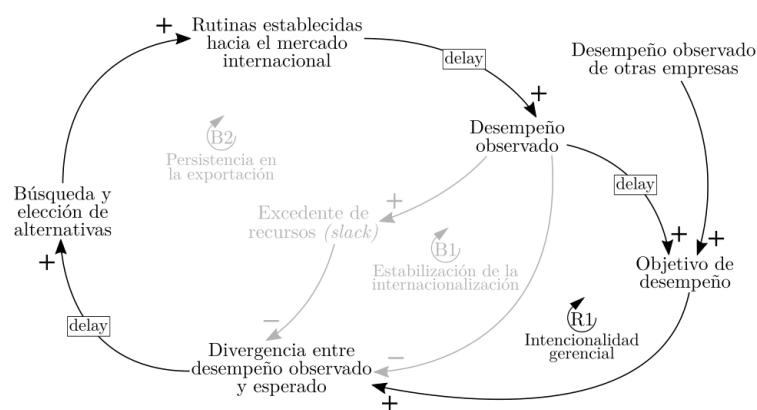 Rutinas establecidas
hacia el mercado
internacional
+
delay
Desempeño observado
de otras empresas
+
Desempeño
observado
B2
Persistencia en
la exportación
delay
Búsqueda y
elección de
alternativas
+
Excedente de
recursos (slack)
+
B1
Estabilización de la
internacionalización
+
+
Objetivo de
desempeño
+
delay
−
R1
Intencionalidad
gerencial
Divergencia entre
desempeño observado
y esperado
−